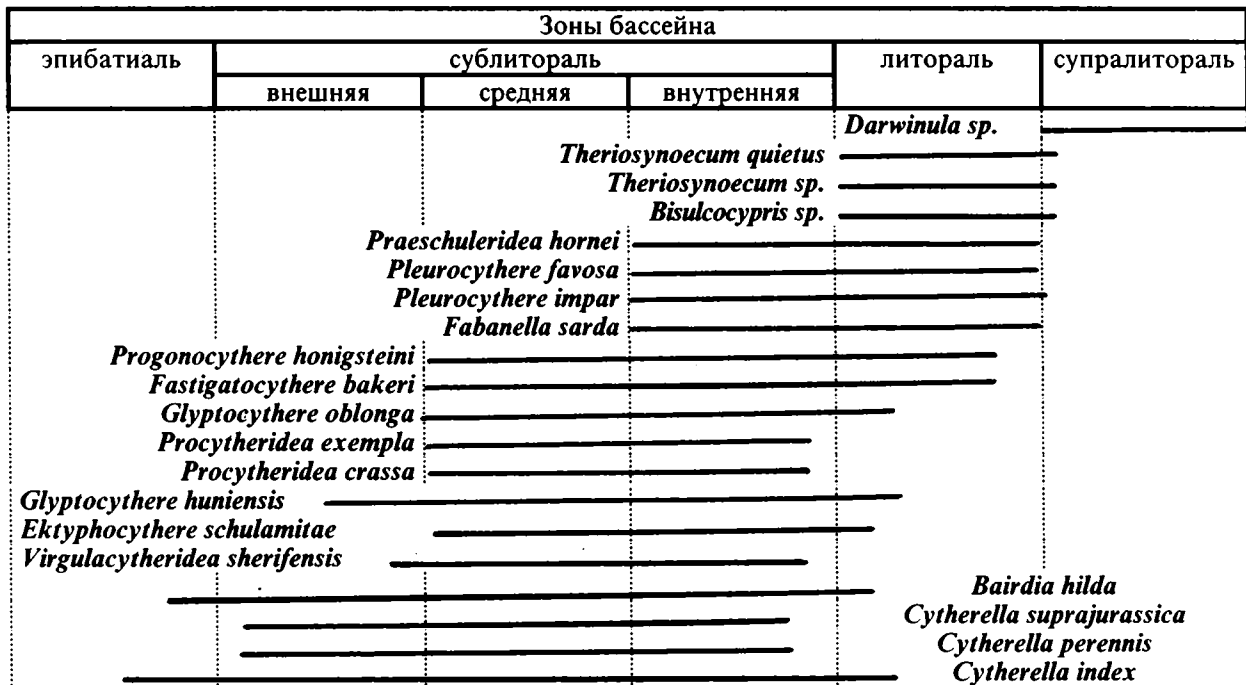 Зоны бассейна
эпибатиаль сублитораль литораль супралитораль
внешняя средняя внутренняя
Darwinula sp.
Theriosynoecum quietus
Theriosynoecum sp.
Bisulcocypris sp.
Praeschuleridea hornei
Pleurocythere favosa
Pleurocythere impar
Fabanella sarda
Progonocythere honigsteini
Fastigatocythere bakeri
Glyptocythere oblonga
Procytheridea exempla
Procytheridea crassa
Glyptocythere huniensis
Ektyphocythere schulamitae
Virgulacytheridea sherifensis
Bairdia hilda
Cytherella suprajurassica
Cytherella perennis
Cytherella index